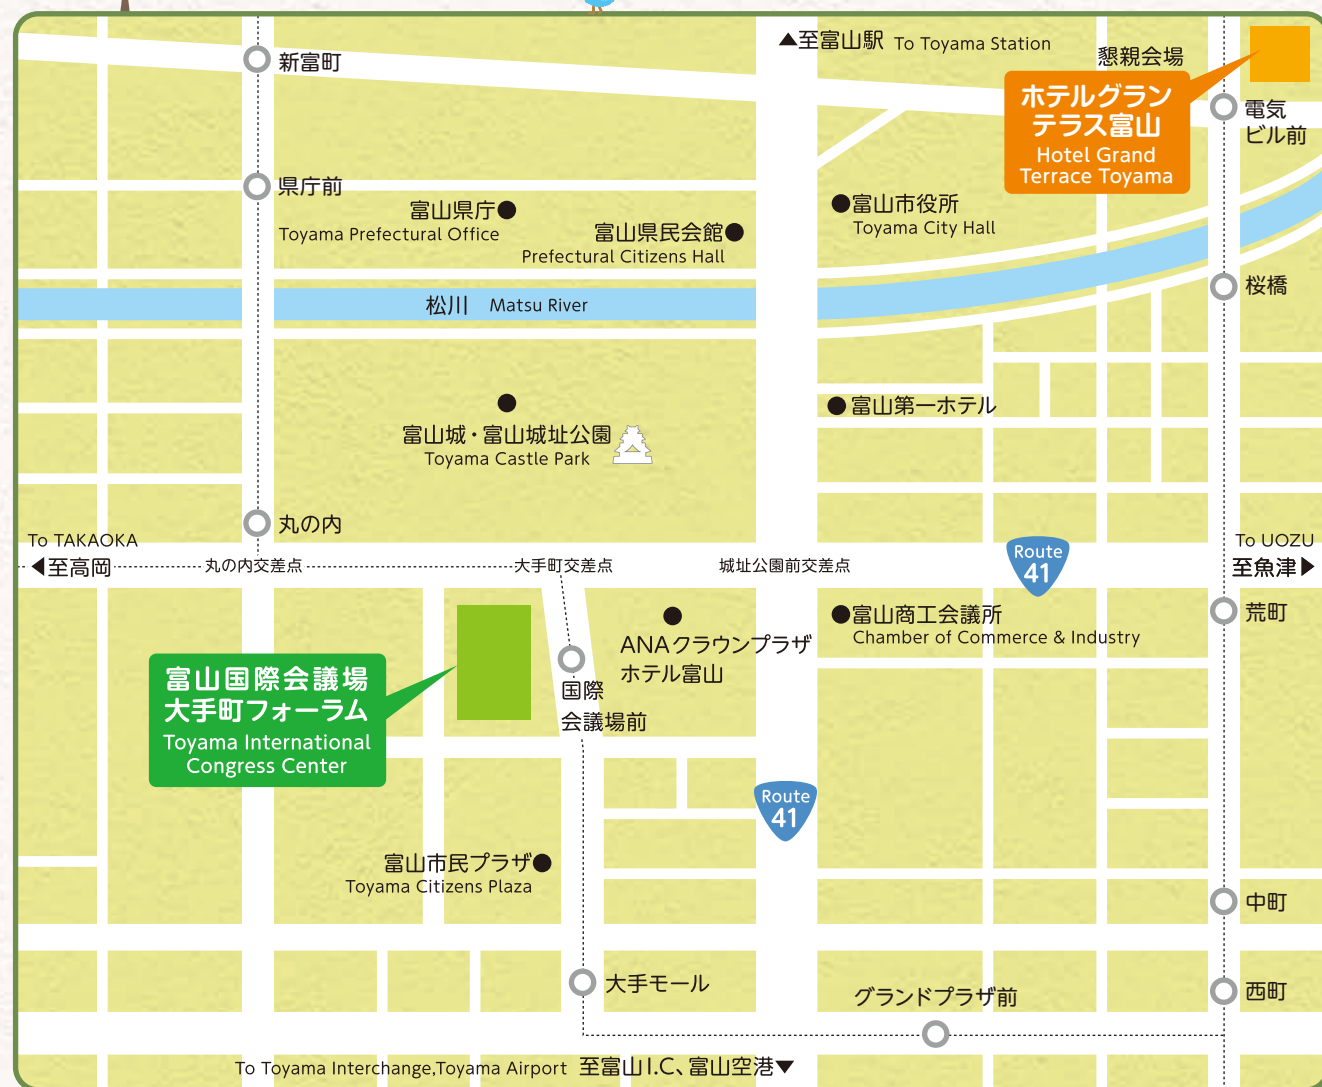 ▲至富山駅 To Toyama Station
新富町
懇親会場
ホテルグラン
テラス富山
Hotel Grand
Terrace Toyama
電気
ビル前
県庁前
富山県庁
Toyama Prefectural Office
富山県民会館
Prefectural Citizens Hall
富山市役所
Toyama City Hall
桜橋
松川 Matsu River
富山第一ホテル
富山城・富山城址公園
Toyama Castle Park
丸の内
To TAKAOKA
◀至高岡
丸の内交差点
大手町交差点
城址公園前交差点
Route
41
To UOZU
至魚津▶
荒町
富山商工会議所
Chamber of Commerce & Industry
ANAクラウンプラザ
ホテル富山
国際
会議場前
富山国際会議場
大手町フォーラム
Toyama International
Congress Center
Route
41
富山市民プラザ
Toyama Citizens Plaza
中町
大手モール
グランドプラザ前
西町
To Toyama Interchange,Toyama Airport 至富山I.C、富山空港▼